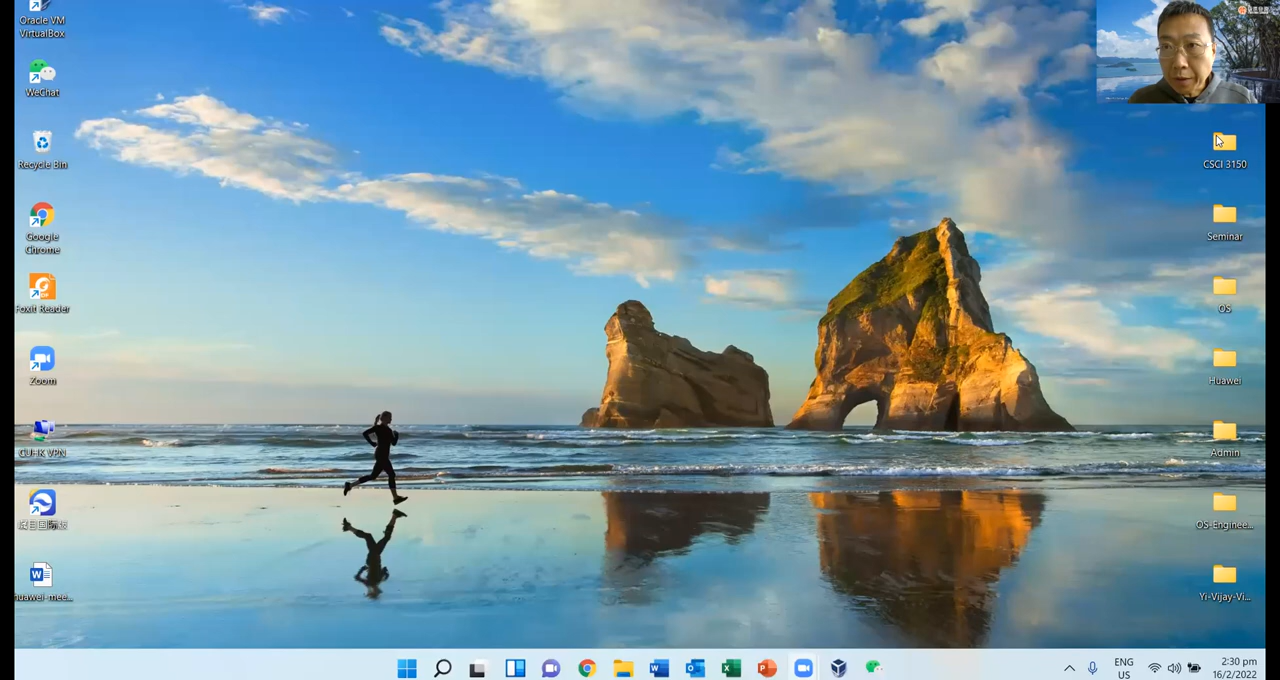 Oracle VM
VirtualBox
WeChat
Recycle Bin
Google
Chrome
Foxit Reader
Zoom
CUHK VPN
huawei-mee...
CSCI 3150
Seminar
OS
Huawei
Admin
OS-Enginee...
Yi-Vijay-Vi...
ENG
US
2:30 pm
16/2/2022